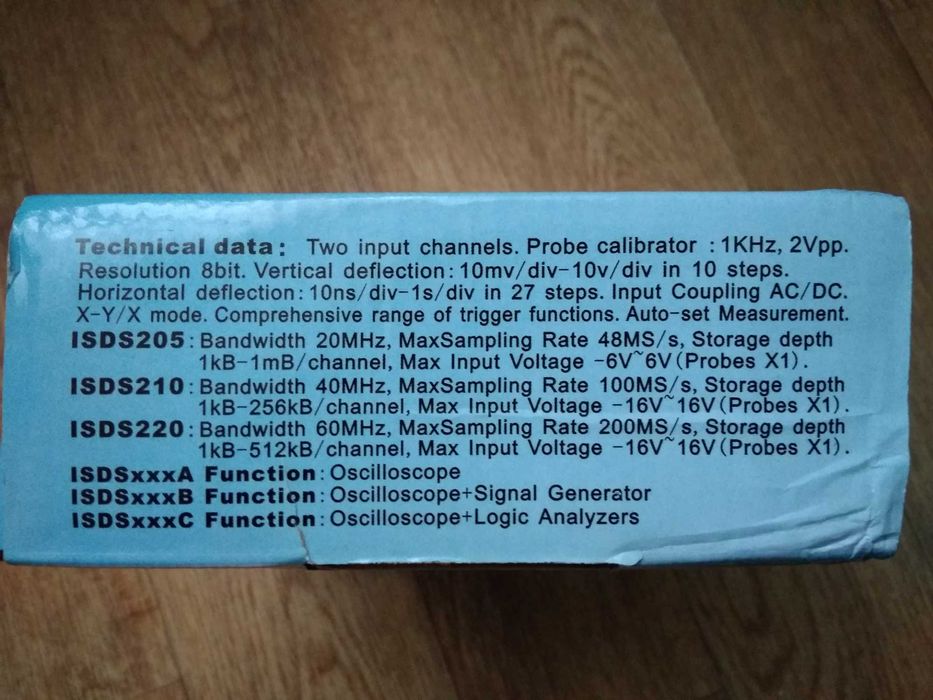 Technical data: Two input channels. Probe calibrator :1KHz, 2Vpp.
Resolution 8bit. Vertical deflection:10mv/div-10v/div in 10 steps.
Horizontal deflection:10ns/div-1s/div in 27 steps. Input Coupling AC/DC.
X-Y/X mode. Comprehensive range of trigger functions. Auto-set Measurement.
ISDS205:Bandwidth 20MHz, MaxSampling Rate 48MS/s, Storage depth
1kB-1mB/channel, Max Input Voltage -6V~6V(Probes X1).
ISDS210:Bandwidth 40MHz, MaxSampling Rate 100MS/s, Storage depth
1kB-256kB/channel, Max Input Voltage -16V~16V(Probes X1).
ISDS220:Bandwidth 60MHz, MaxSampling Rate 200MS/s, Storage depth
1kB-512kB/channel, Max Input Voltage -16V~16V(Probes X1).
ISDSxxxA Function:Oscilloscope
ISDSxxxB Function:Oscilloscope+Signal Generator
ISDSxxxC Function:Oscilloscope+Logic Analyzers